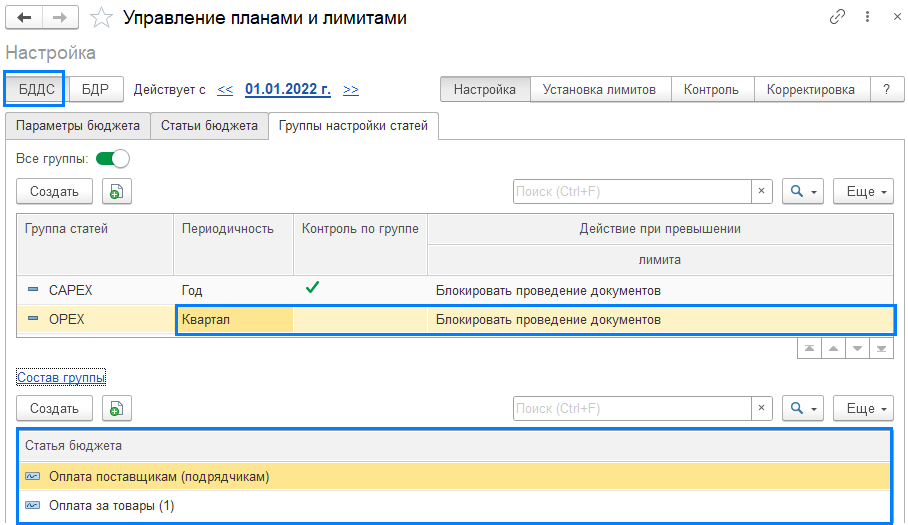 Управление планами и лимитами
Настройка
БДДС БДР Действует с << 01.01.2022 г. >> Настройка Установка лимитов Контроль Корректировка ?
Параметры бюджета Статьи бюджета Группы настройки статей
Все группы:
Создать Поиск (Ctrl+F) × Еще
Группа статей Периодичность Контроль по группе Действие при превышении
лимита
CAPEX Год Блокировать проведение документов
OPEX Квартал Блокировать проведение документов
Состав группы
Создать Поиск (Ctrl+F) × Еще
Статья бюджета
Оплата поставщикам (подрядчикам)
Оплата за товары (1)